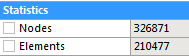 Statistics
Nodes 326871
Elements 210477